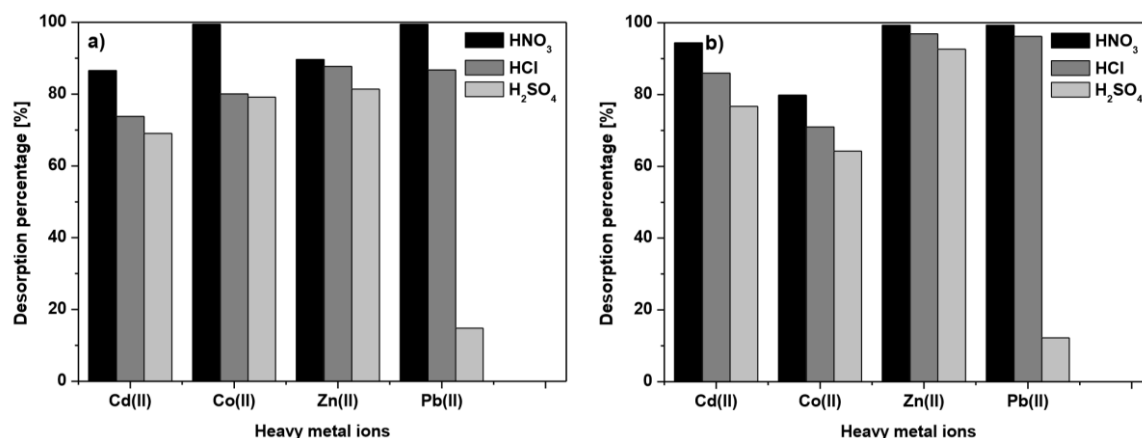 a)
HNO3
HCl
H2SO4
Desorption percentage [%]
100
80
60
40
20
0
Cd(II) Co(II) Zn(II) Pb(II)
Heavy metal ions
b)
HNO3
HCl
H2SO4
Desorption percentage [%]
100
80
60
40
20
0
Cd(II) Co(II) Zn(II) Pb(II)
Heavy metal ions